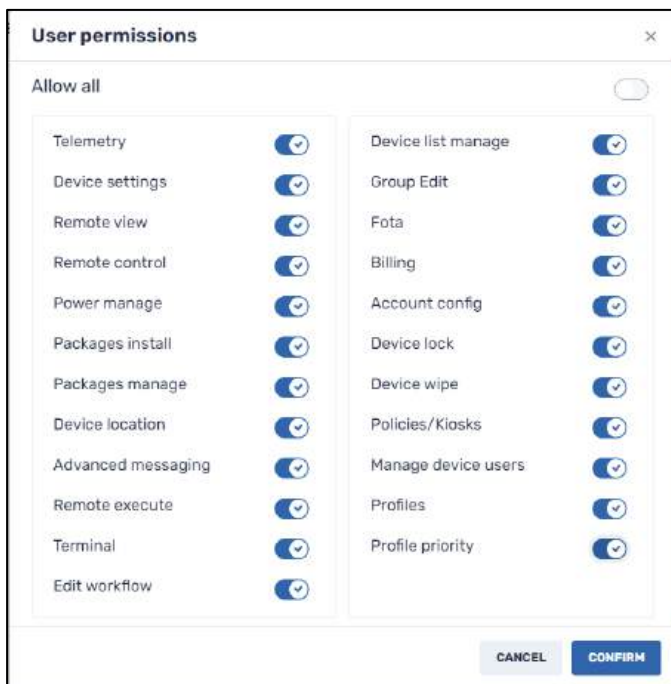 User permissions
Allow all
Telemetry
Device settings
Remote view
Remote control
Power manage
Packages install
Packages manage
Device location
Advanced messaging
Remote execute
Terminal
Edit workflow
Device list manage
Group Edit
Fota
Billing
Account config
Device lock
Device wipe
Policies/Kiosks
Manage device users
Profiles
Profile priority
CANCEL
CONFIRM